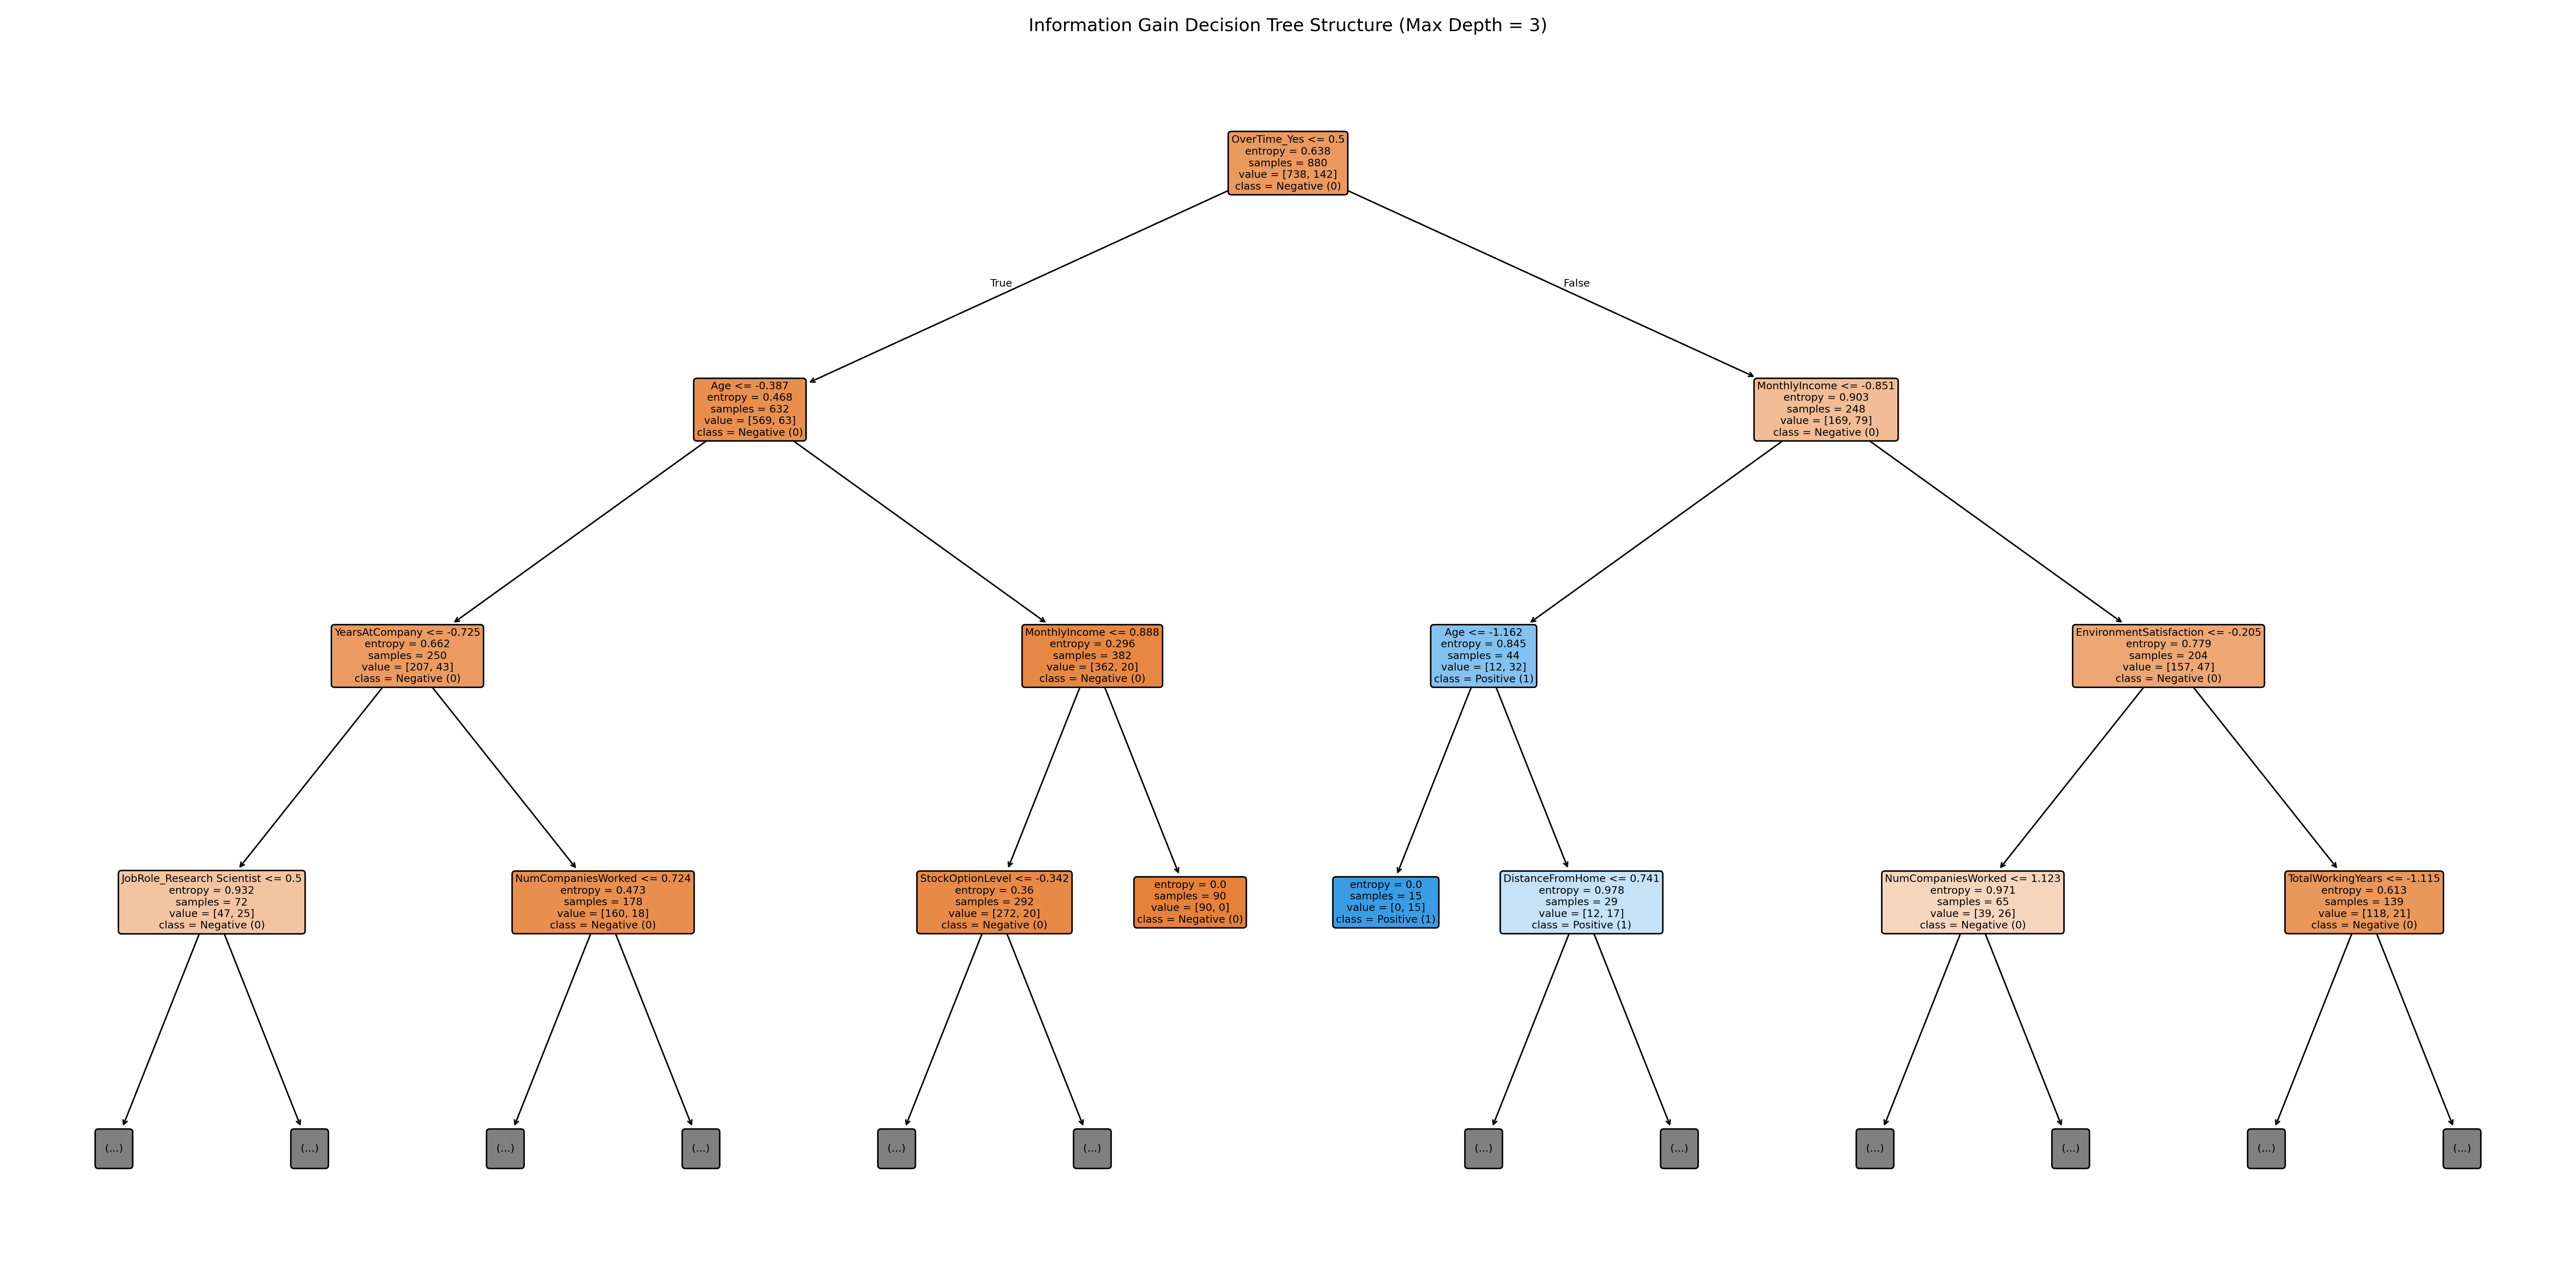 Information Gain Decision Tree Structure (Max Depth = 3)
OverTime_Yes <= 0.5
entropy = 0.638
samples = 880
value = [738, 142]
class = Negative (0)
True
False
Age <= -0.387
entropy = 0.468
samples = 632
value = [569, 63]
class = Negative (0)
MonthlyIncome <= -0.851
entropy = 0.903
samples = 248
value = [169, 79]
class = Negative (0)
YearsAtCompany <= -0.725
entropy = 0.662
samples = 250
value = [207, 43]
class = Negative (0)
MonthlyIncome <= 0.888
entropy = 0.296
samples = 382
value = [362, 20]
class = Negative (0)
Age <= -1.162
entropy = 0.845
samples = 44
value = [12, 32]
class = Positive (1)
EnvironmentSatisfaction <= -0.205
entropy = 0.779
samples = 204
value = [157, 47]
class = Negative (0)
JobRole_Research Scientist <= 0.5
entropy = 0.932
samples = 72
value = [47, 25]
class = Negative (0)
NumCompaniesWorked <= 0.724
entropy = 0.473
samples = 178
value = [160, 18]
class = Negative (0)
StockOptionLevel <= -0.342
entropy = 0.36
samples = 292
value = [272, 20]
class = Negative (0)
entropy = 0.0
samples = 90
value = [90, 0]
class = Negative (0)
entropy = 0.0
samples = 15
value = [0, 15]
class = Positive (1)
DistanceFromHome <= 0.741
entropy = 0.978
samples = 29
value = [12, 17]
class = Positive (1)
NumCompaniesWorked <= 1.123
entropy = 0.971
samples = 65
value = [39, 26]
class = Negative (0)
TotalWorkingYears <= -1.115
entropy = 0.613
samples = 139
value = [118, 21]
class = Negative (0)
(...)
(...)
(...)
(...)
(...)
(...)
(...)
(...)
(...)
(...)
(...)
(...)